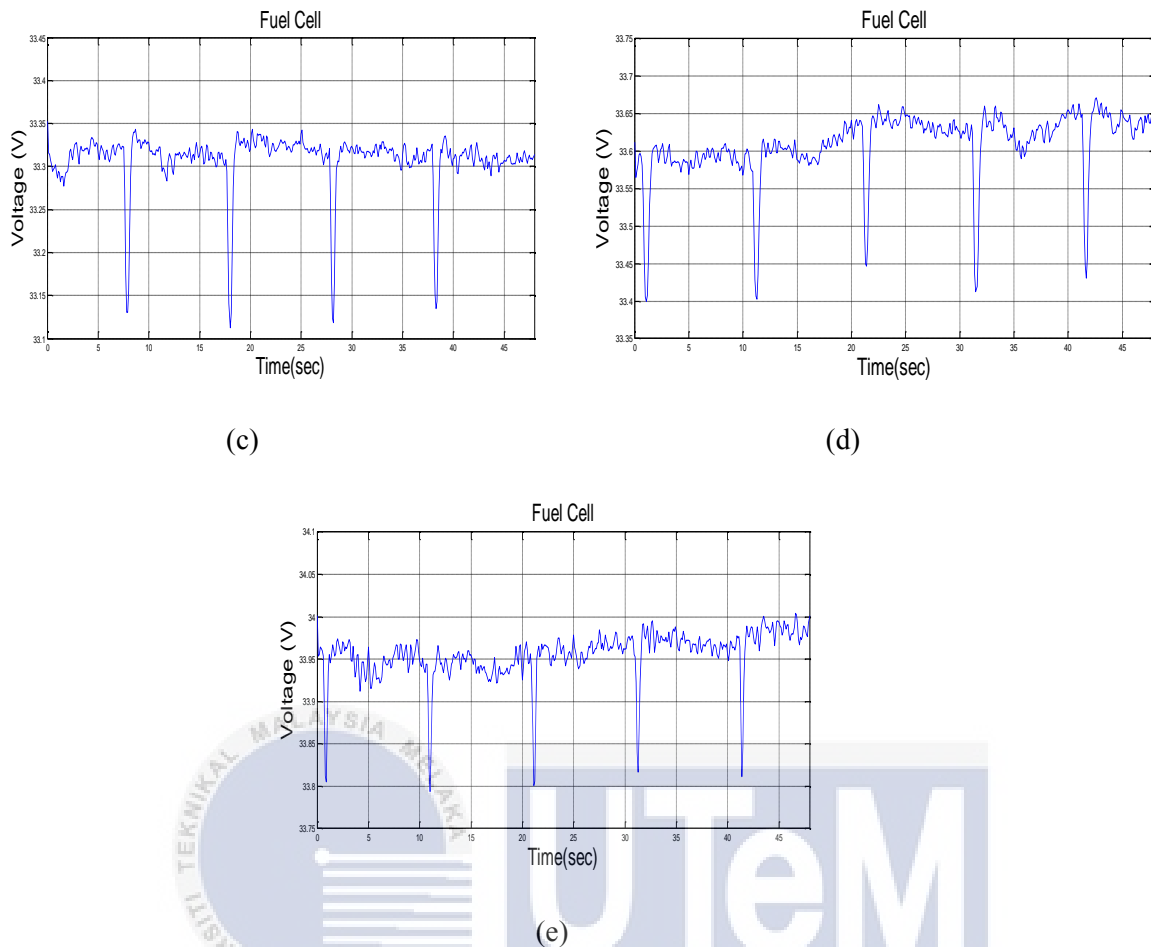 Fuel Cell
33.45
33.4
33.35
33.3
33.25
33.2
33.15
33.1
Voltage (V)
0 5 10 15 20 25 30 35 40 45
Time(sec)
(c)
Fuel Cell
33.75
33.7
33.65
33.6
33.55
33.5
33.45
33.4
33.35
Voltage (V)
0 5 10 15 20 25 30 35 40 45
Time(sec)
(d)
Fuel Cell
34.1
34.05
34
33.95
33.9
33.85
33.8
33.75
Voltage (V)
0 5 10 15 20 25 30 35 40 45
Time(sec)
(e)
TEKNIKAL MALAYSIA MELAKA
UTeM